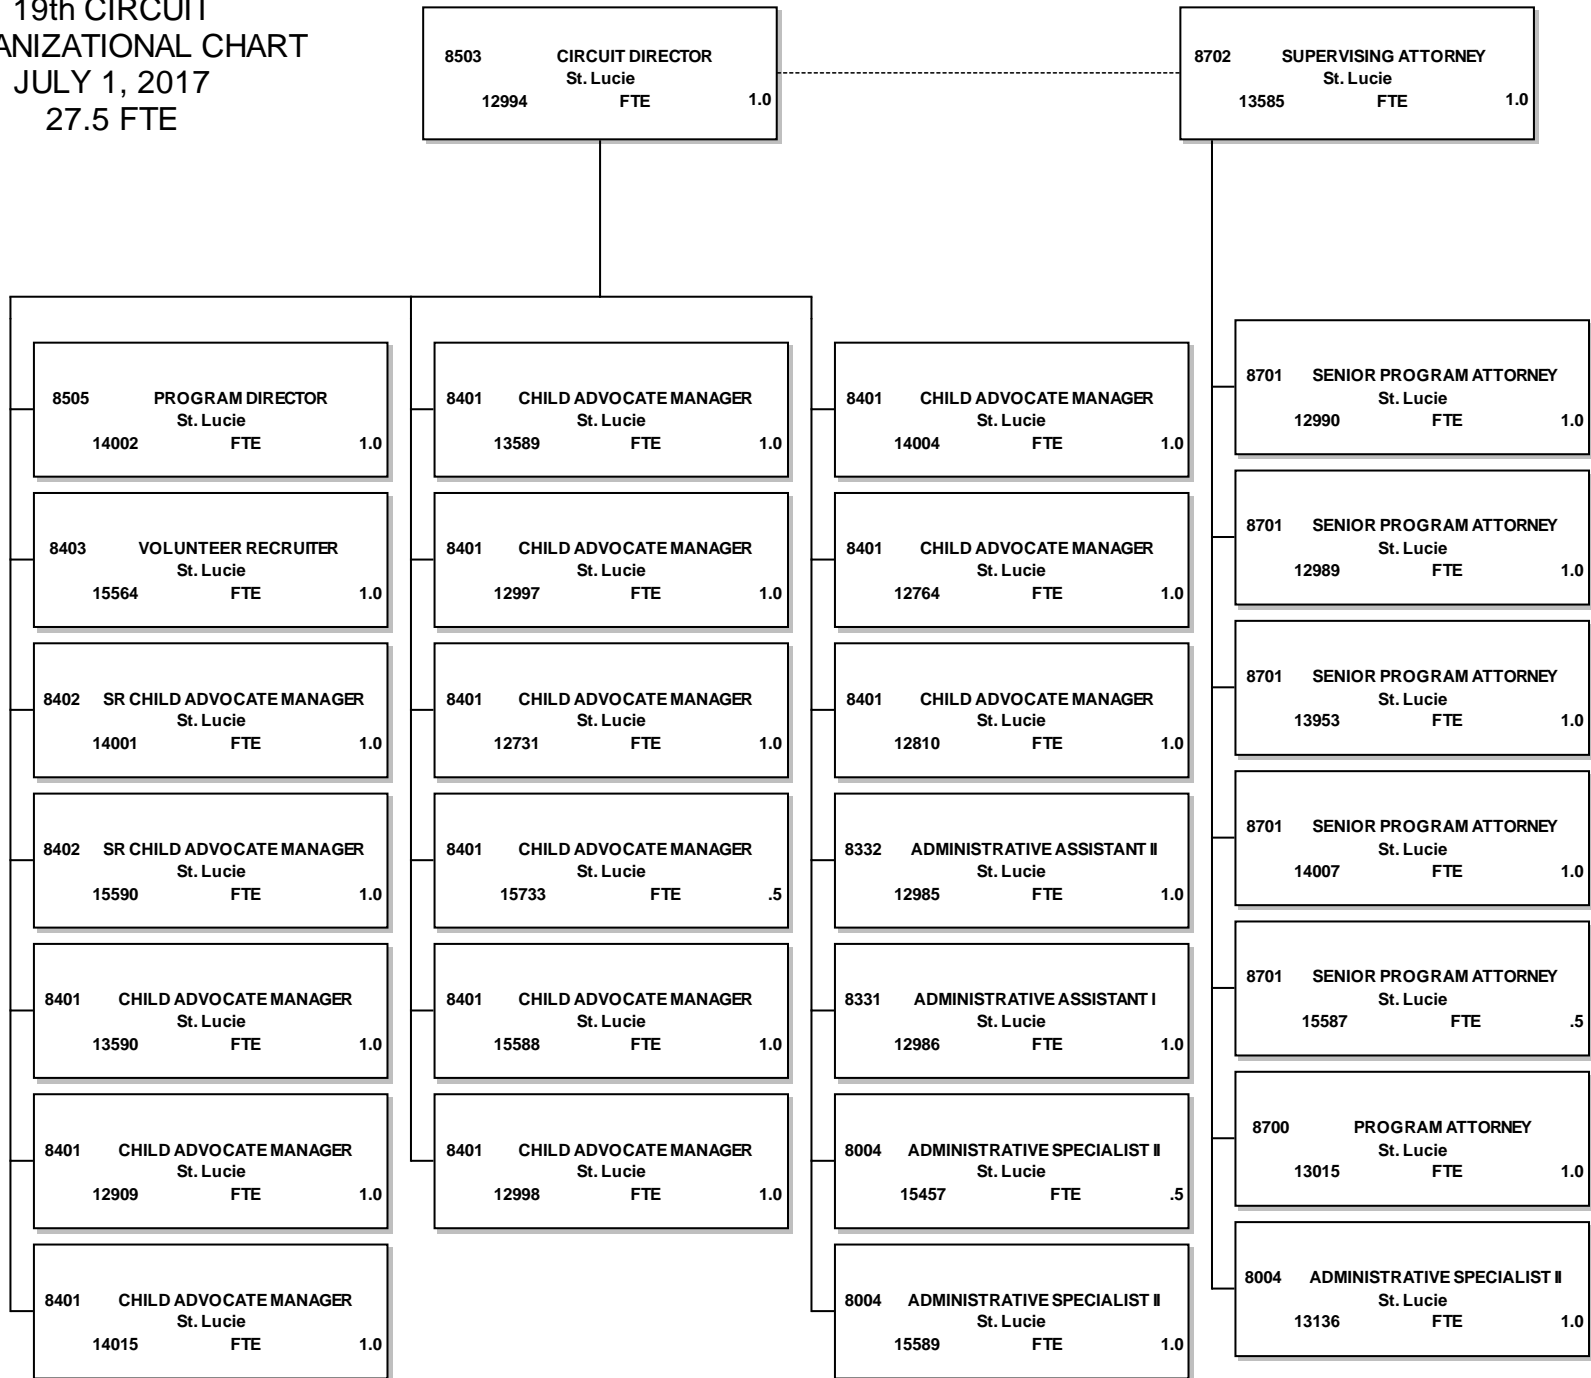 19th CIRCUIT
ANIZATIONAL CHART
JULY 1, 2017
27.5 FTE
8503 CIRCUIT DIRECTOR
St. Lucie
12994 FTE 1.0
8702 SUPERVISING ATTORNEY
St. Lucie
13585 FTE 1.0
8505 PROGRAM DIRECTOR
St. Lucie
14002 FTE 1.0
8403 VOLUNTEER RECRUITER
St. Lucie
15564 FTE 1.0
8402 SR CHILD ADVOCATE MANAGER
St. Lucie
14001 FTE 1.0
8402 SR CHILD ADVOCATE MANAGER
St. Lucie
15590 FTE 1.0
8401 CHILD ADVOCATE MANAGER
St. Lucie
13590 FTE 1.0
8401 CHILD ADVOCATE MANAGER
St. Lucie
12909 FTE 1.0
8401 CHILD ADVOCATE MANAGER
St. Lucie
14015 FTE 1.0
8401 CHILD ADVOCATE MANAGER
St. Lucie
13589 FTE 1.0
8401 CHILD ADVOCATE MANAGER
St. Lucie
12997 FTE 1.0
8401 CHILD ADVOCATE MANAGER
St. Lucie
12731 FTE 1.0
8401 CHILD ADVOCATE MANAGER
St. Lucie
15733 FTE .5
8401 CHILD ADVOCATE MANAGER
St. Lucie
15588 FTE 1.0
8401 CHILD ADVOCATE MANAGER
St. Lucie
12998 FTE 1.0
8401 CHILD ADVOCATE MANAGER
St. Lucie
14004 FTE 1.0
8401 CHILD ADVOCATE MANAGER
St. Lucie
12764 FTE 1.0
8401 CHILD ADVOCATE MANAGER
St. Lucie
12810 FTE 1.0
8332 ADMINISTRATIVE ASSISTANT II
St. Lucie
12985 FTE 1.0
8331 ADMINISTRATIVE ASSISTANT I
St. Lucie
12986 FTE 1.0
8004 ADMINISTRATIVE SPECIALIST II
St. Lucie
15457 FTE .5
8004 ADMINISTRATIVE SPECIALIST II
St. Lucie
15589 FTE 1.0
8701 SENIOR PROGRAM ATTORNEY
St. Lucie
12990 FTE 1.0
8701 SENIOR PROGRAM ATTORNEY
St. Lucie
12989 FTE 1.0
8701 SENIOR PROGRAM ATTORNEY
St. Lucie
13953 FTE 1.0
8701 SENIOR PROGRAM ATTORNEY
St. Lucie
14007 FTE 1.0
8701 SENIOR PROGRAM ATTORNEY
St. Lucie
15587 FTE .5
8700 PROGRAM ATTORNEY
St. Lucie
13015 FTE 1.0
8004 ADMINISTRATIVE SPECIALIST II
St. Lucie
13136 FTE 1.0